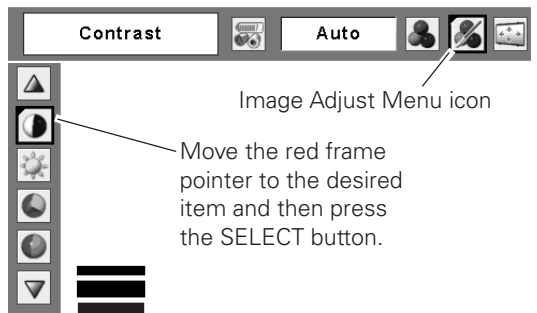 Contrast
Auto
Image Adjust Menu icon
Move the red frame
pointer to the desired
item and then press
the SELECT button.